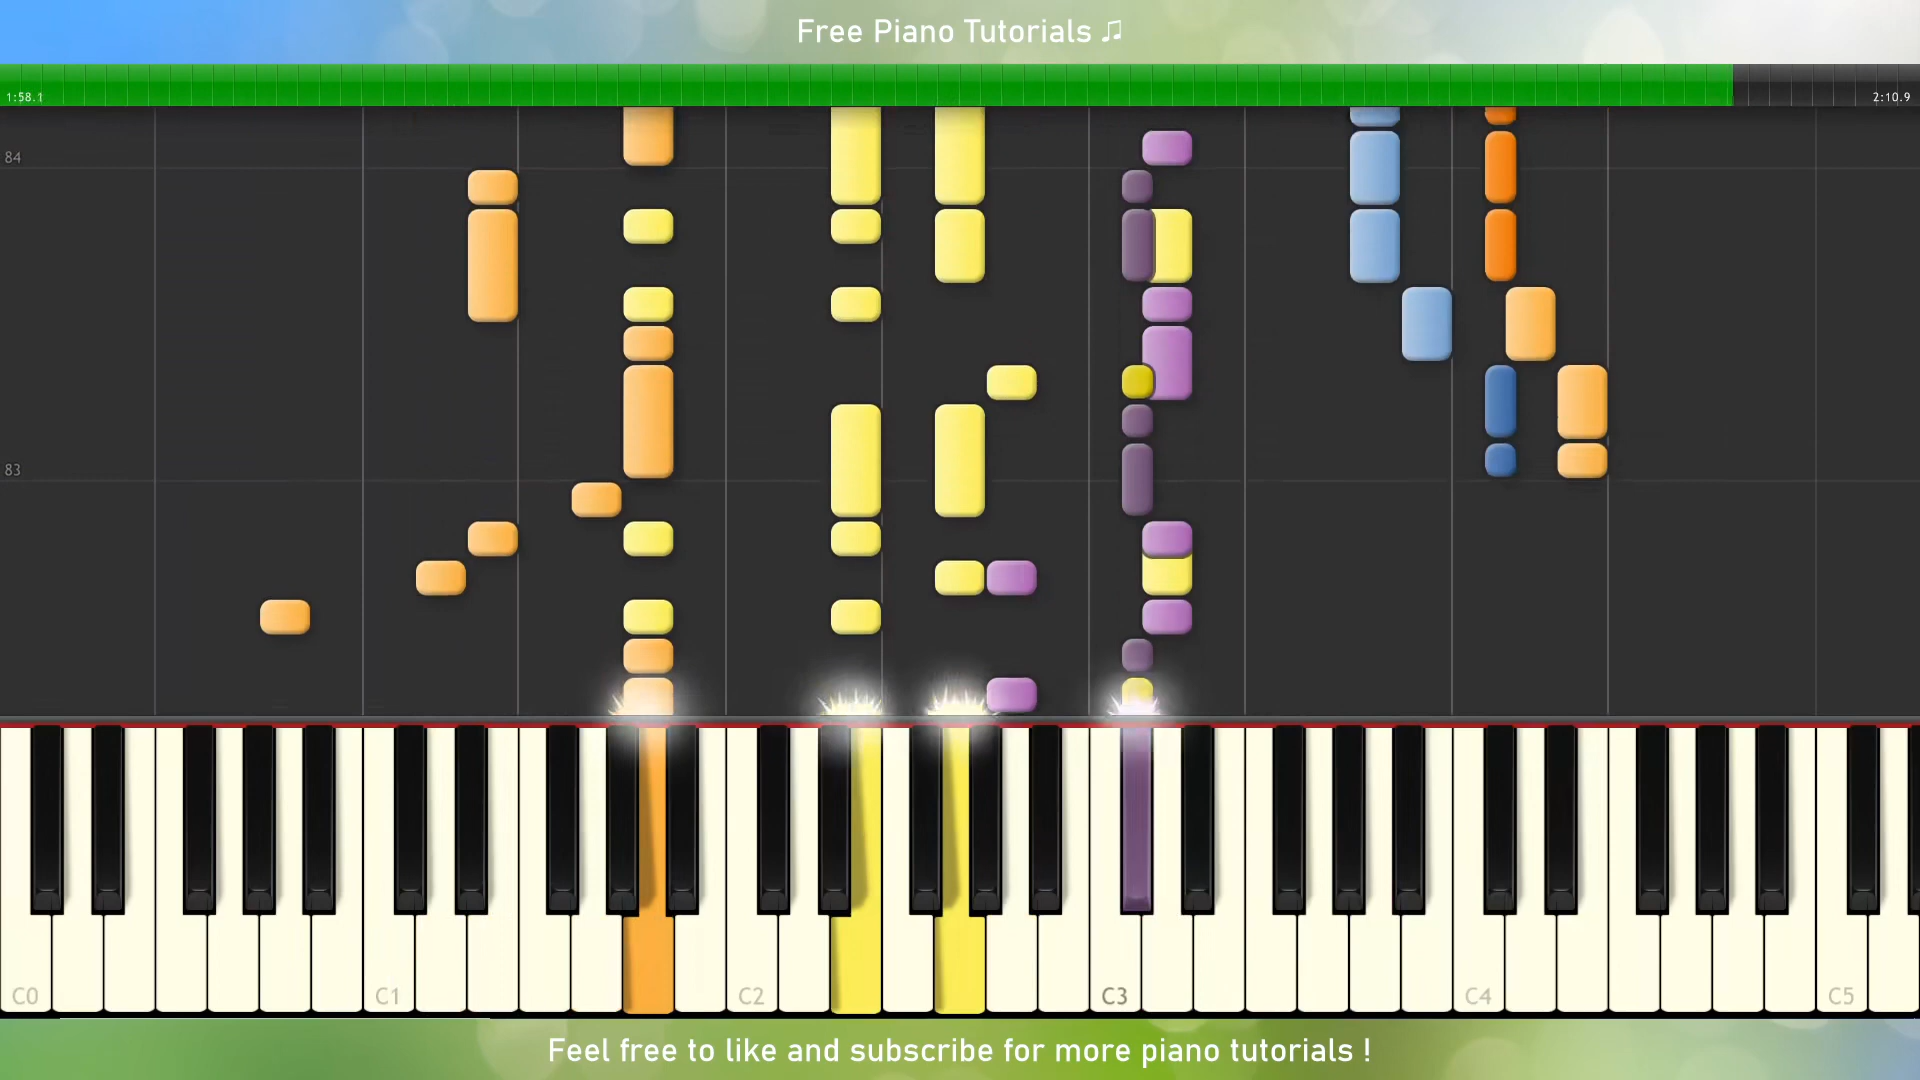 Free Piano Tutorials ♫
1:58.1
2:10.9
84
83
C0 C1 C2 C3 C4 C5
Feel free to like and subscribe for more piano tutorials !